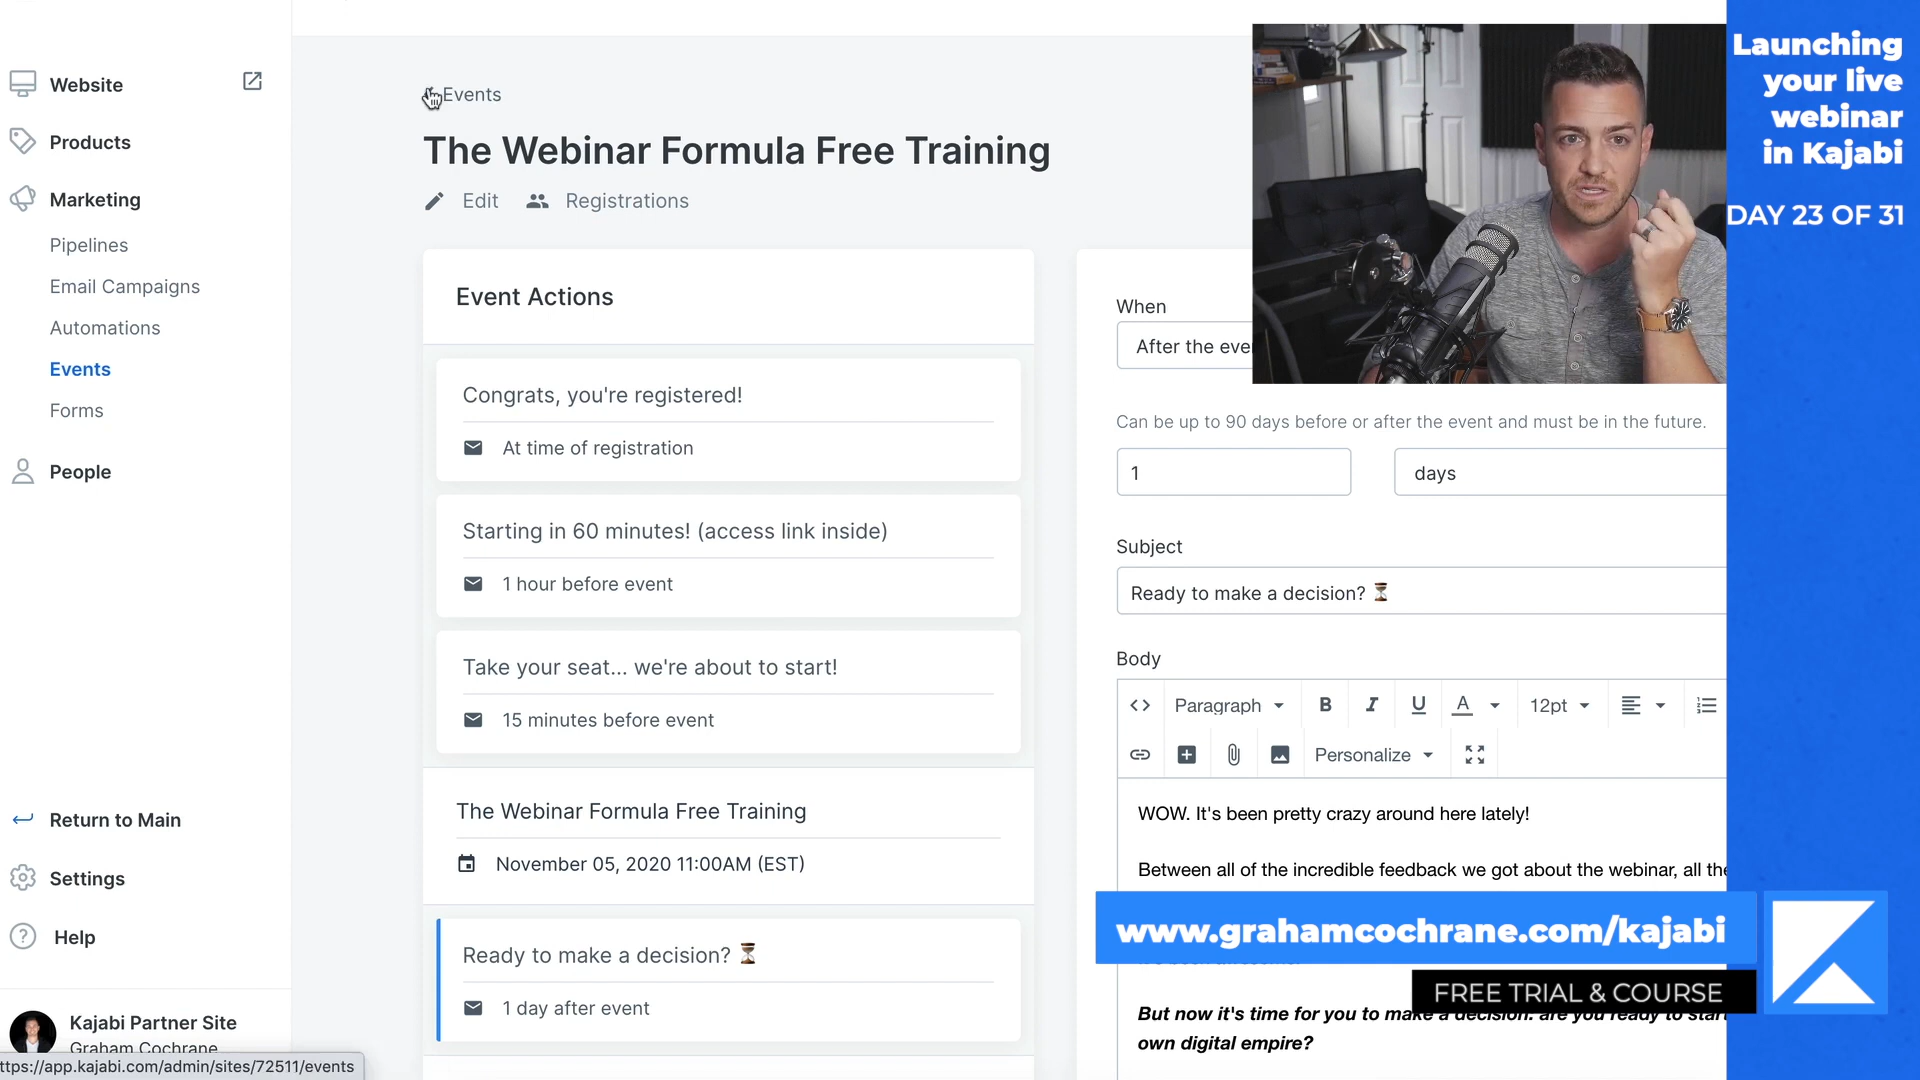 Website
Products
Marketing
Pipelines
Email Campaigns
Automations
Events
Forms
People
Return to Main
Settings
Help
Kajabi Partner Site
Graham Cochrane
ttps://app.kajabi.com/admin/sites/72511/events
Events
The Webinar Formula Free Training
Edit
Registrations
Event Actions
Congrats, you're registered!
At time of registration
Starting in 60 minutes! (access link inside)
1 hour before event
Take your seat... we're about to start!
15 minutes before event
The Webinar Formula Free Training
November 05, 2020 11:00AM (EST)
Ready to make a decision? ⏳
1 day after event
When
After the eve
Can be up to 90 days before or after the event and must be in the future.
1
days
Subject
Ready to make a decision? ⏳
Body
Paragraph
B I U A
12pt
Personalize
WOW. It's been pretty crazy around here lately!
Between all of the incredible feedback we got about the webinar, all the
But now it's time for you to make a decision: are you ready to start
own digital empire?
Launching
your live
webinar
in Kajabi
DAY 23 OF 31
www.grahamcochrane.com/kajabi
FREE TRIAL & COURSE